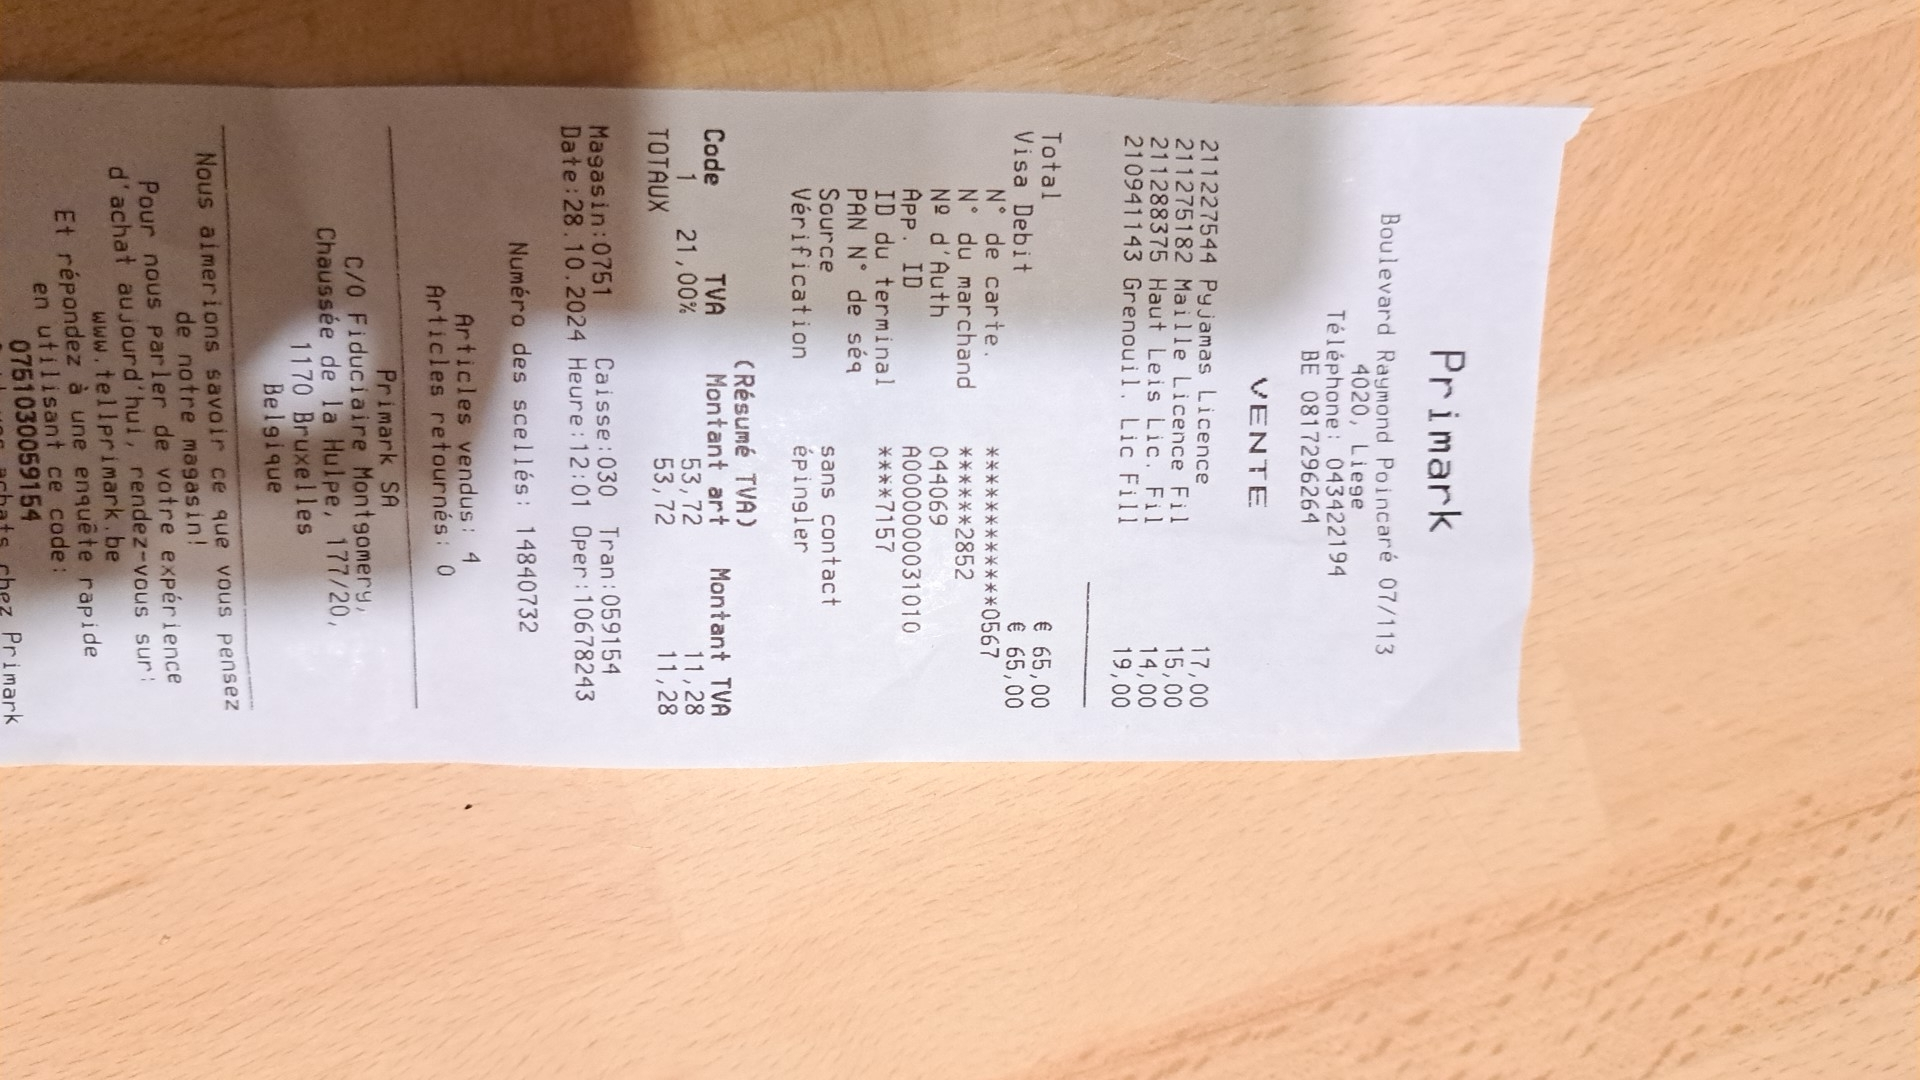 Primark
Boulevard Raymond Poincaré 07/113
4020, Liege
Téléphone: 043422194
BE 0817296264
VENTE
211227544 Pyjamas Licence 17,00
211275182 Maille Licence Fil 15,00
211288375 Haut Leis Lic. Fil 14,00
210941143 Grenouil. Lic Fill 19,00
Total € 65,00
Visa Debit € 65,00
N° de carte. ************0567
N° du marchand ******2852
Nº d'Auth 044069
App. ID A0000000031010
ID du terminal ****7157
PAN N° de séq
Source sans contact
Vérification épingler
(Résumé TVA)
Code TVA Montant art Montant TVA
1 21,00% 53,72 11,28
TOTAUX 53,72 11,28
Magasin:0751 Caisse:030 Tran:059154
Date:28.10.2024 Heure:12:01 Oper:10678243
Numéro des scellés: 14840732
Articles vendus: 4
Articles retournés: 0
Primark SA
C/O Fiduciaire Montgomery,
Chaussée de la Hulpe, 177/20,
1170 Bruxelles
Belgique
Nous aimerions savoir ce que vous pensez
de notre magasin!
Pour nous parler de votre expérience
d'achat aujourd'hui, rendez-vous sur:
www.tellprimark.be
Et répondez à une enquête rapide
en utilisant ce code:
0751030059154
chez Primark